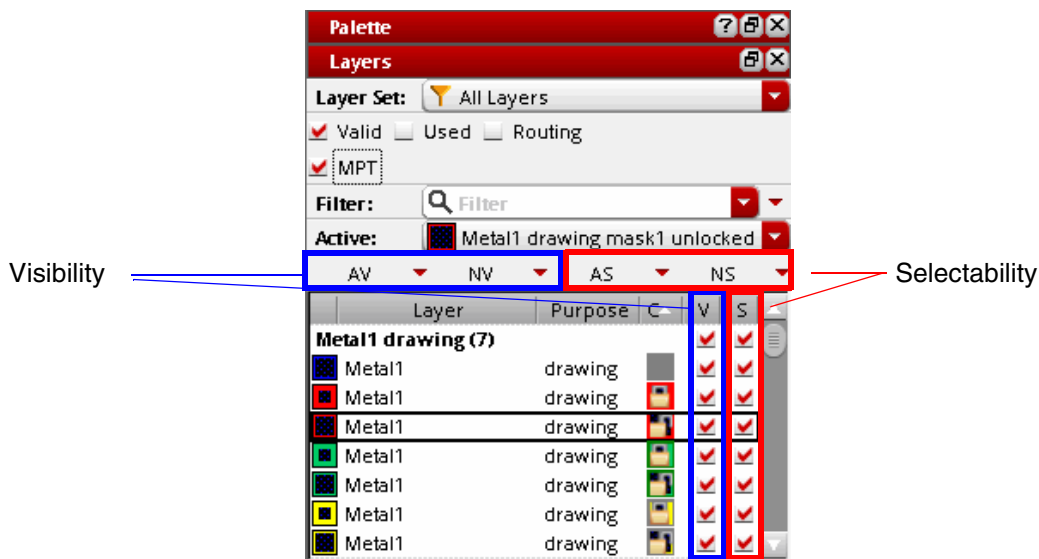 Palette
Layers
Layer Set: All Layers
Valid Used Routing
MPT
Filter: Filter
Active: Metal1 drawing mask1 unlocked
Visibility AV NV AS NS Selectability
Layer Purpose C V S
Metal1 drawing (7)
Metal1 drawing
Metal1 drawing
Metal1 drawing
Metal1 drawing
Metal1 drawing
Metal1 drawing
Metal1 drawing